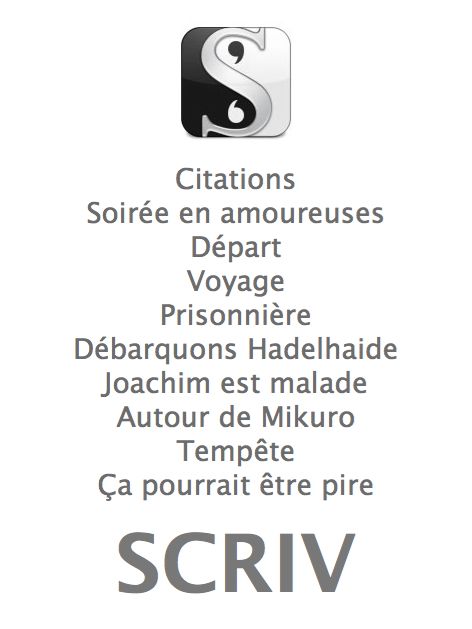 Citations
Soirée en amoureuses
Départ
Voyage
Prisonnière
Débarquons Hadelhaide
Joachim est malade
Autour de Mikuro
Tempête
Ça pourrait être pire
SCRIV